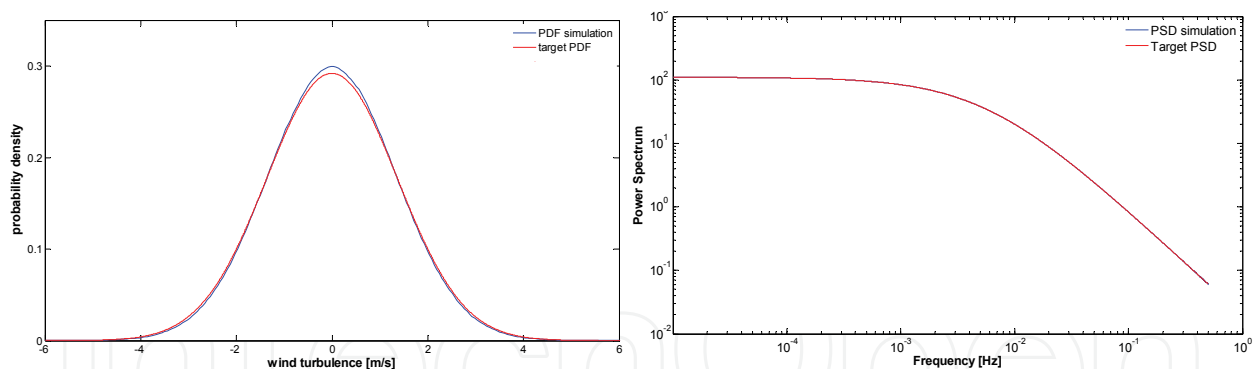 PDF simulation
target PDF
0.3
0.2
0.1
0
-6
-4
-2
0
2
4
6
probability density
wind turbulence [m/s]
PSD simulation
Target PSD
10^3
10^2
10^1
10^0
10^-1
10^-2
10^-4
10^-3
10^-2
10^-1
10^0
Power Spectrum
Frequency [Hz]